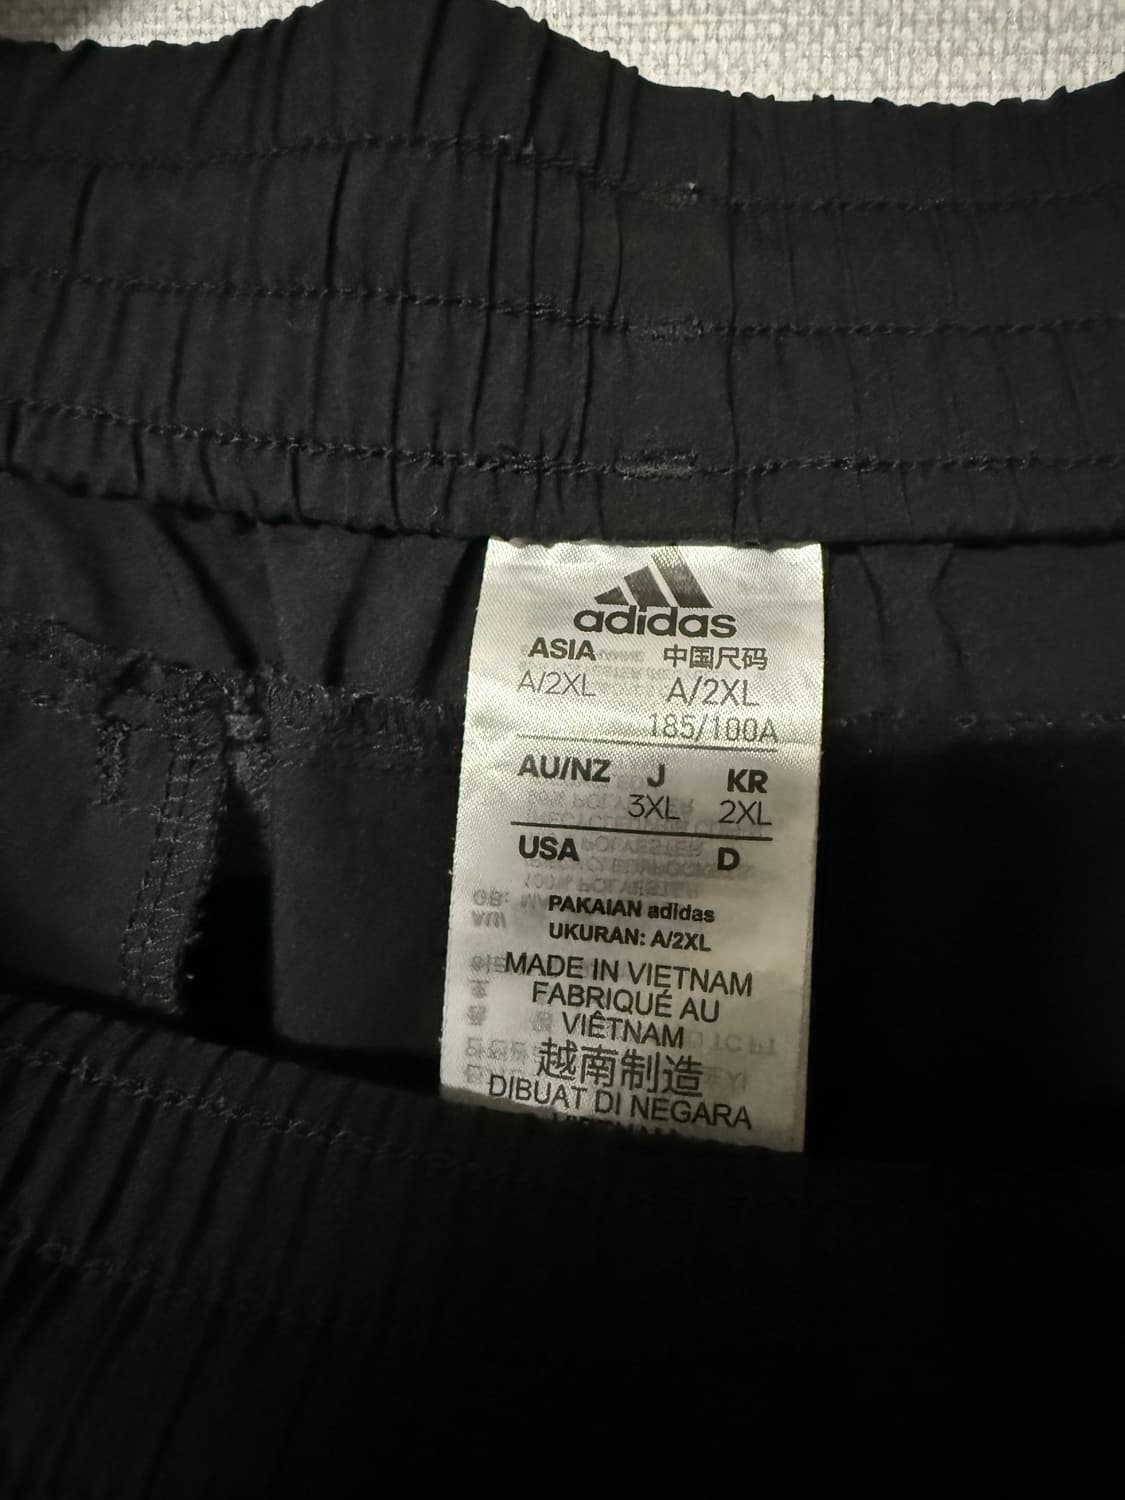 adidas
ASIA 中国尺码
A/2XL A/2XL
185/100A
AU/NZ J KR
3XL 2XL
USA D
PAKAIAN adidas
UKURAN: A/2XL
MADE IN VIETNAM
FABRIQUÉ AU
VIÊTNAM
越南制造
DIBUAT DI NEGARA